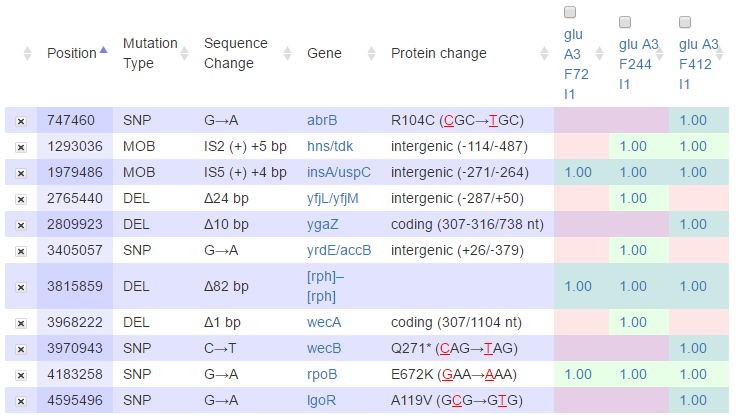 Position Mutation Type Sequence Change Gene Protein change glu A3 F72 I1 glu A3 F244 I1 glu A3 F412 I1
747460 SNP G→A abrB R104C (CGC→TGC) 1.00
1293036 MOB IS2 (+) +5 bp hns/tdk intergenic (-114/-487) 1.00 1.00
1979486 MOB IS5 (+) +4 bp insA/uspC intergenic (-271/-264) 1.00 1.00 1.00
2765440 DEL Δ24 bp yfjL/yfjM intergenic (-287/+50) 1.00
2809923 DEL Δ10 bp ygaZ coding (307-316/738 nt) 1.00
3405057 SNP G→A yrdE/accB intergenic (+26/-379) 1.00
3815859 DEL Δ82 bp [rph]–[rph] 1.00 1.00 1.00
3968222 DEL Δ1 bp wecA coding (307/1104 nt) 1.00
3970943 SNP C→T wecB Q271* (CAG→TAG) 1.00
4183258 SNP G→A rpoB E672K (GAA→AAA) 1.00 1.00 1.00
4595496 SNP G→A lgoR A119V (GCG→GTG) 1.00